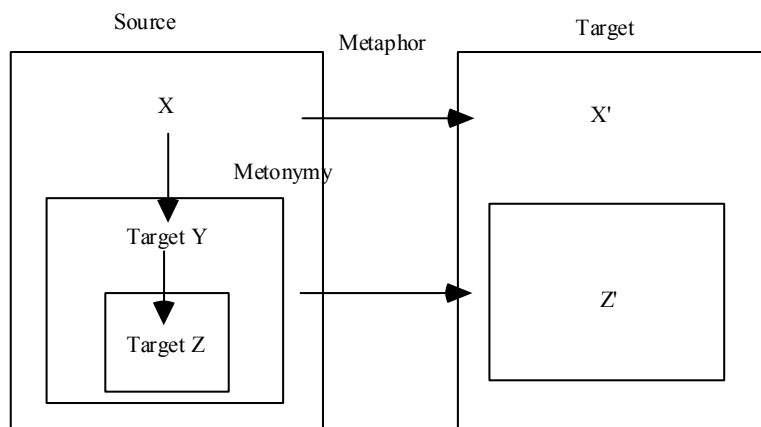 Source
Metaphor
Target
X
X'
Metonymy
Target Y
Z'
Target Z